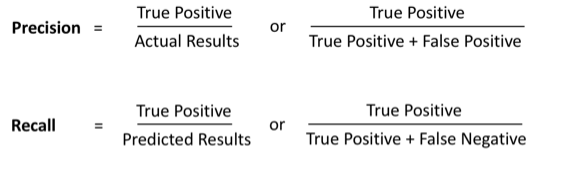 Precision = True Positive / Actual Results or True Positive / True Positive + False Positive
Recall = True Positive / Predicted Results or True Positive / True Positive + False Negative